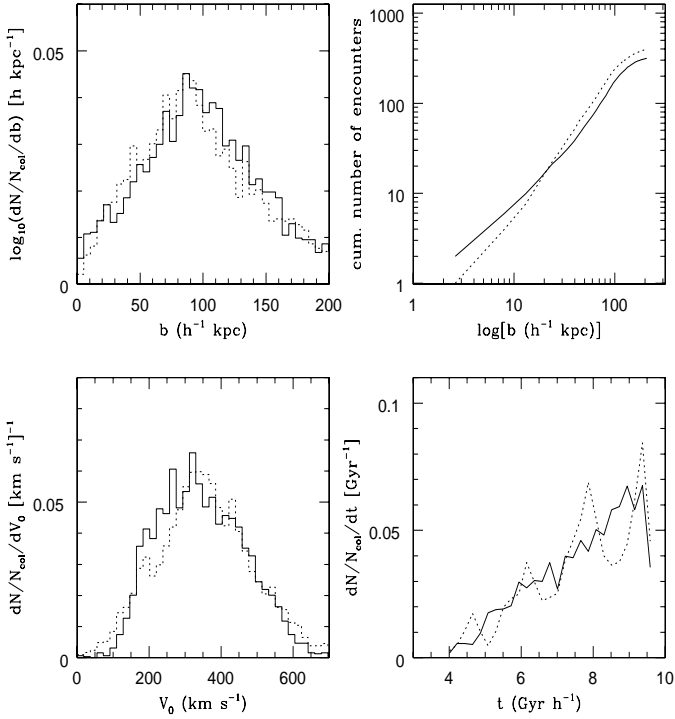 log₁₀(dN/N_col/db) [h kpc⁻¹]
0.05
0
0 50 100 150 200
b (h⁻¹ kpc)
cum. number of encounters
1000
100
10
1
1 10 100
log[b (h⁻¹ kpc)]
dN/N_col/dV₀ [km s⁻¹]⁻¹
0.05
0
0 200 400 600
V₀ (km s⁻¹)
dN/N_col/dt [Gyr⁻¹]
0.1
0.05
0
4 6 8 10
t (Gyr h⁻¹)